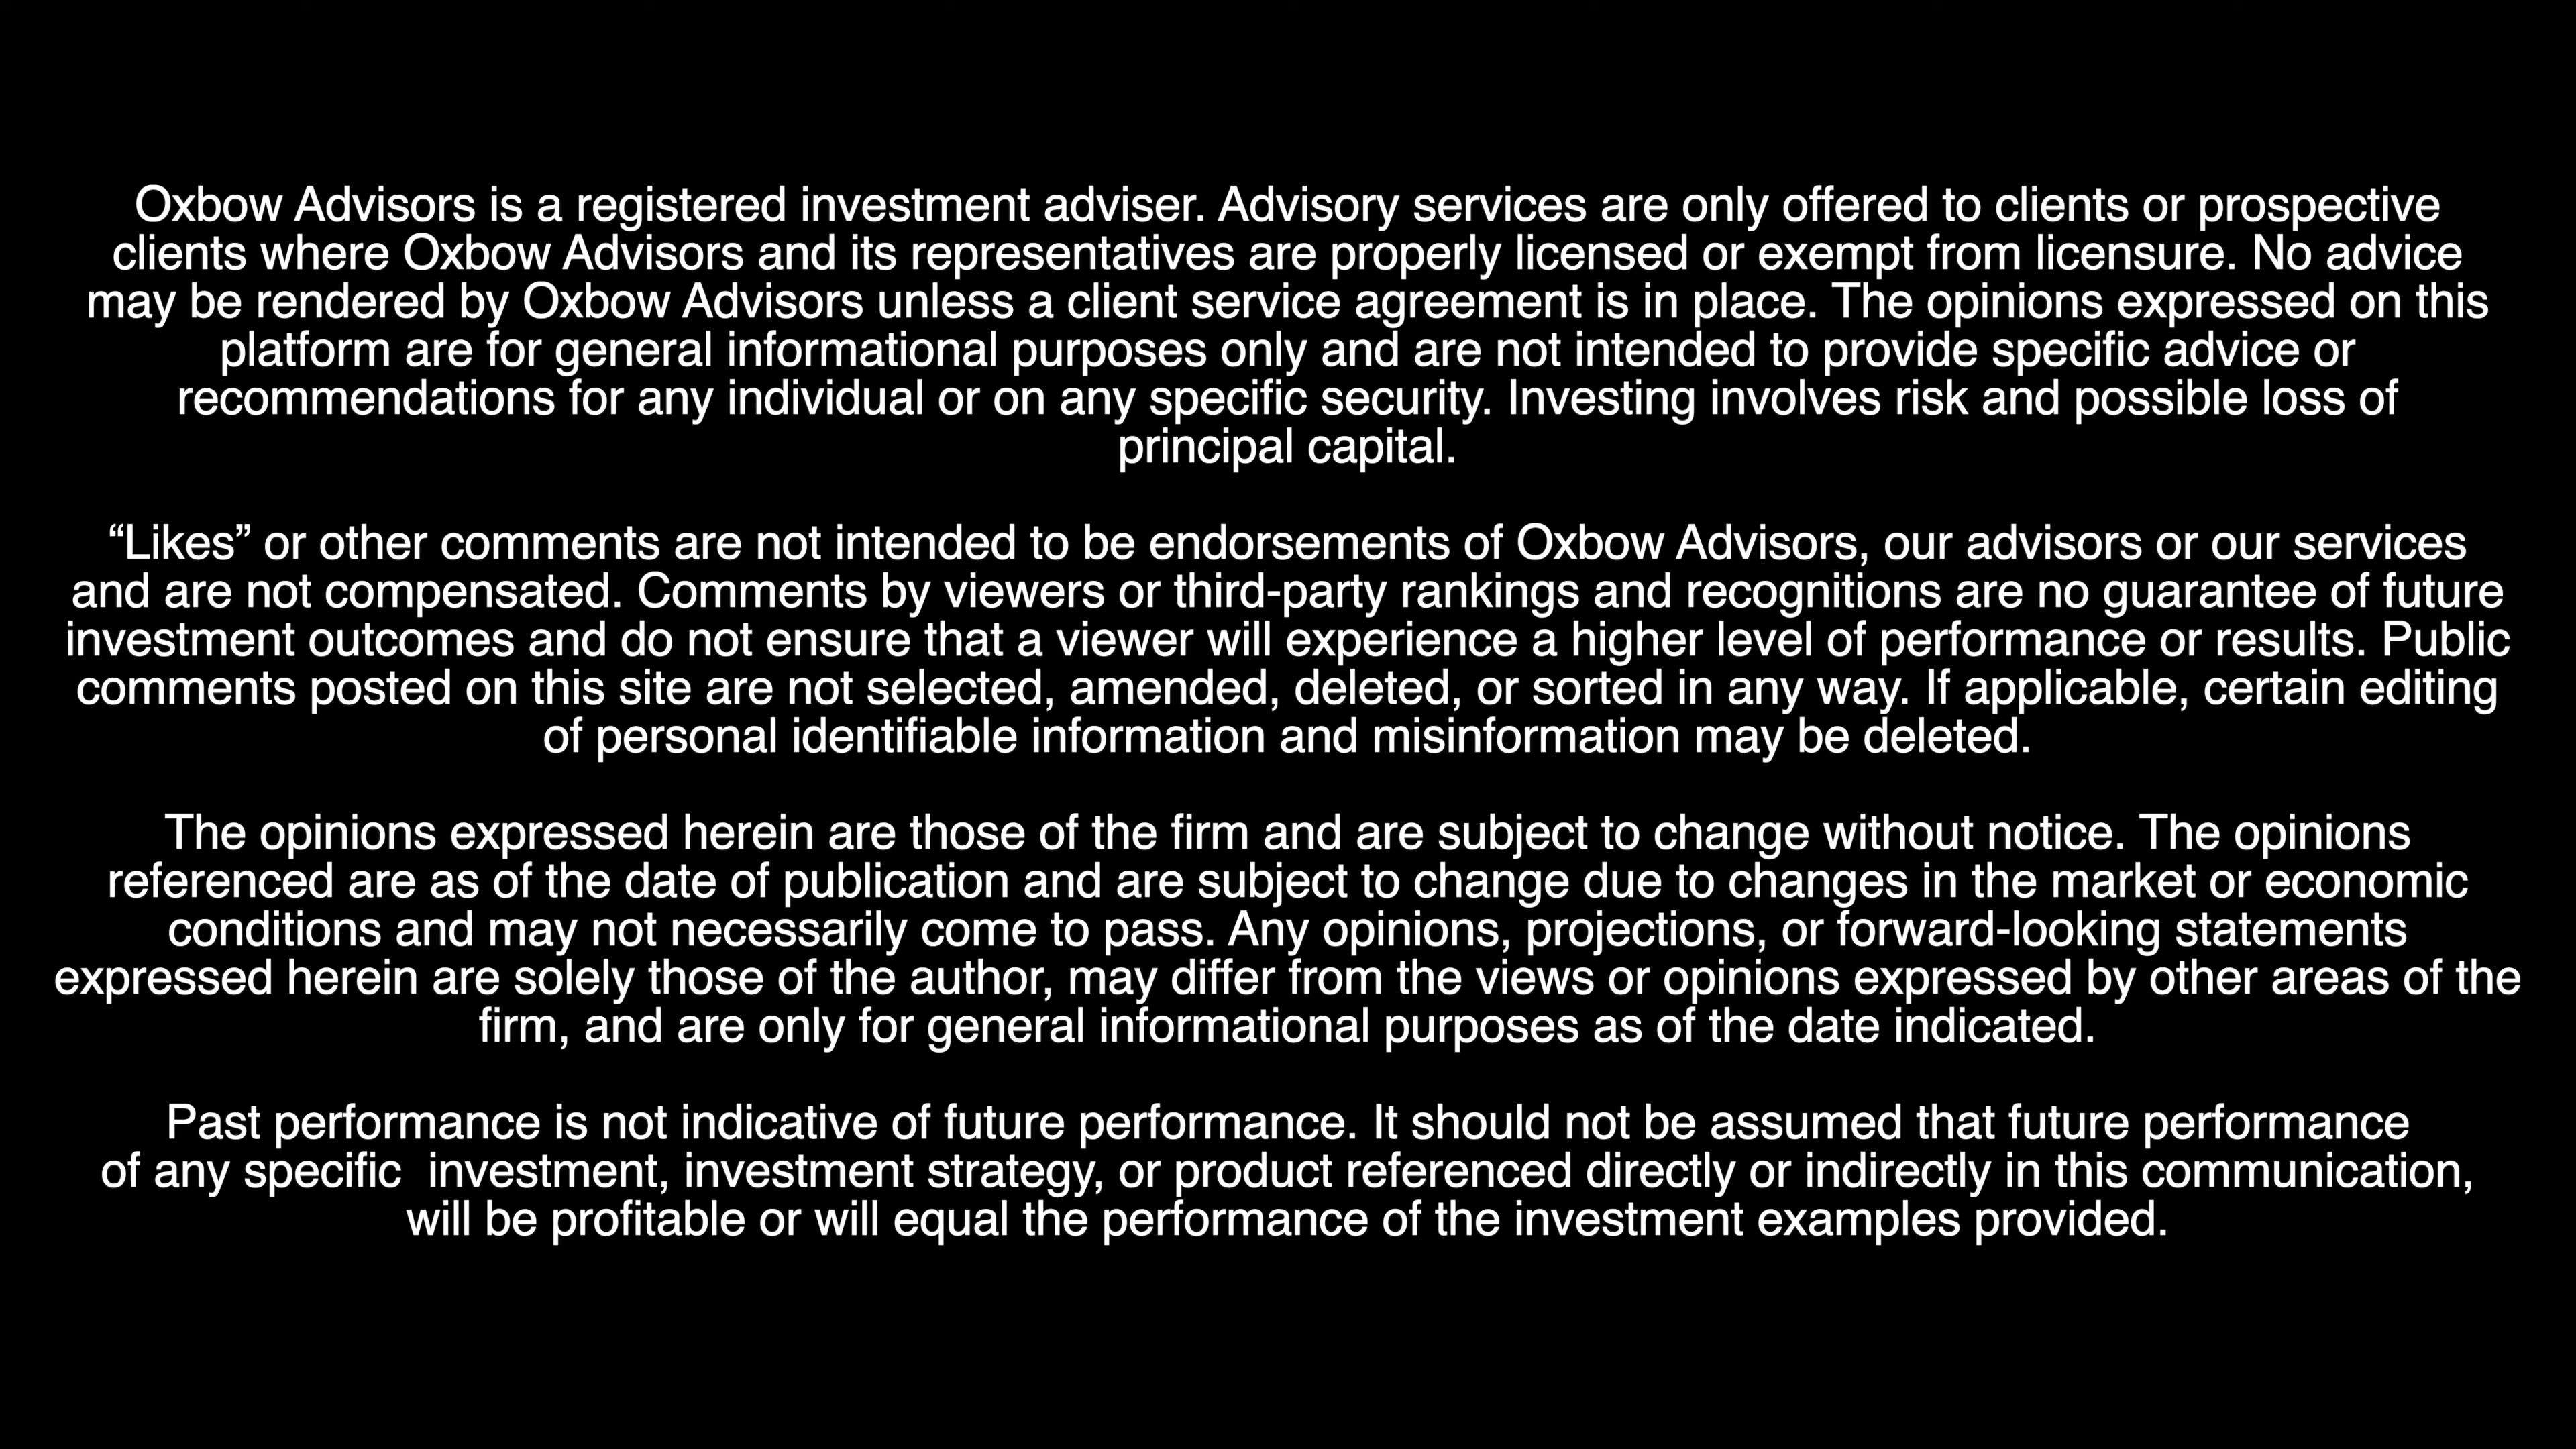 Oxbow Advisors is a registered investment adviser. Advisory services are only offered to clients or prospective
clients where Oxbow Advisors and its representatives are properly licensed or exempt from licensure. No advice
may be rendered by Oxbow Advisors unless a client service agreement is in place. The opinions expressed on this
platform are for general informational purposes only and are not intended to provide specific advice or
recommendations for any individual or on any specific security. Investing involves risk and possible loss of
principal capital.
“Likes” or other comments are not intended to be endorsements of Oxbow Advisors, our advisors or our services
and are not compensated. Comments by viewers or third-party rankings and recognitions are no guarantee of future
investment outcomes and do not ensure that a viewer will experience a higher level of performance or results. Public
comments posted on this site are not selected, amended, deleted, or sorted in any way. If applicable, certain editing
of personal identifiable information and misinformation may be deleted.
The opinions expressed herein are those of the firm and are subject to change without notice. The opinions
referenced are as of the date of publication and are subject to change due to changes in the market or economic
conditions and may not necessarily come to pass. Any opinions, projections, or forward-looking statements
expressed herein are solely those of the author, may differ from the views or opinions expressed by other areas of the
firm, and are only for general informational purposes as of the date indicated.
Past performance is not indicative of future performance. It should not be assumed that future performance
of any specific  investment, investment strategy, or product referenced directly or indirectly in this communication,
will be profitable or will equal the performance of the investment examples provided.